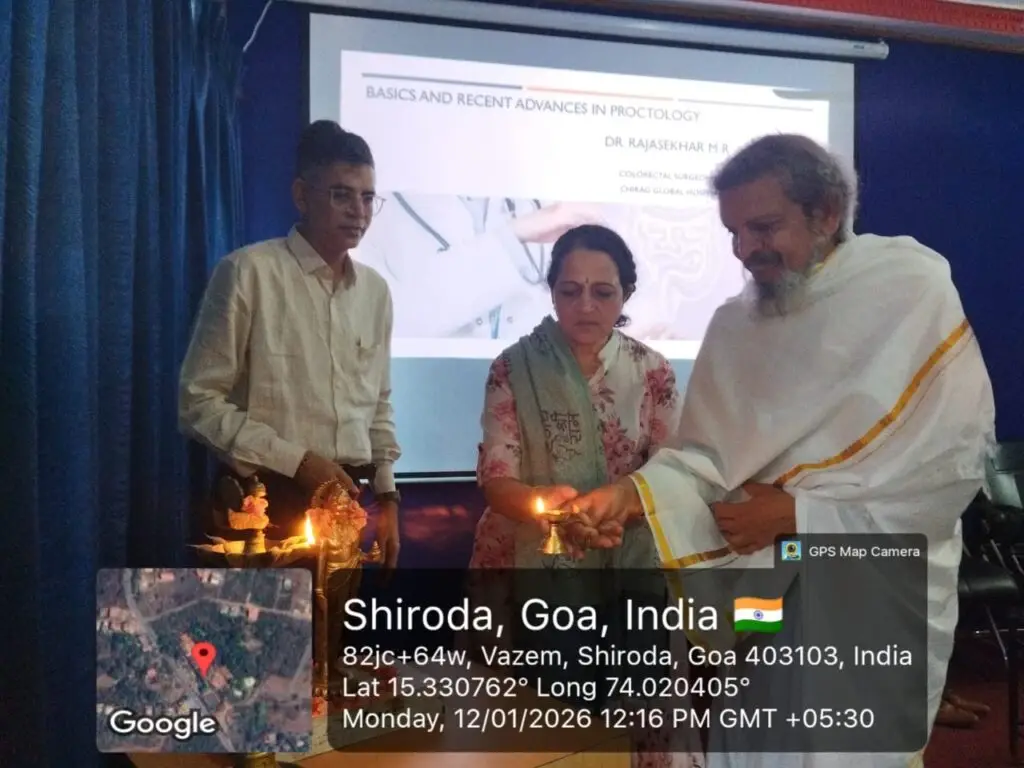 BASICS AND RECENT ADVANCES IN PROCTOLOGY
DR. RAJASEKHAR M R
COLORECTAL SURGEON
CHIRAG GLOBAL
GPS Map Camera
Shiroda, Goa, India
82jc+64w, Vazem, Shiroda, Goa 403103, India
Lat 15.330762° Long 74.020405°
Monday, 12/01/2026 12:16 PM GMT +05:30
Google